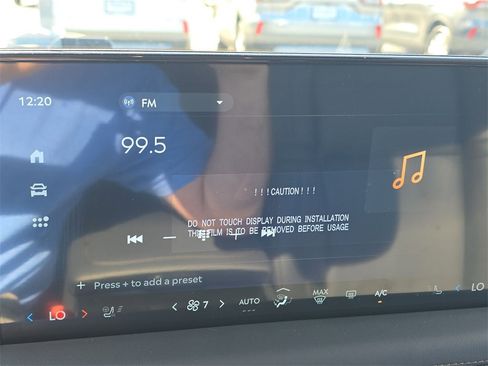 12:20
FM
99.5
!!!CAUTION!!!
DO NOT TOUCH DISPLAY DURING INSTALLATION
THIS FILM IS TO BE REMOVED BEFORE USAGE
+ Press + to add a preset
< LO > < 7 > AUTO MAX A/C < LO